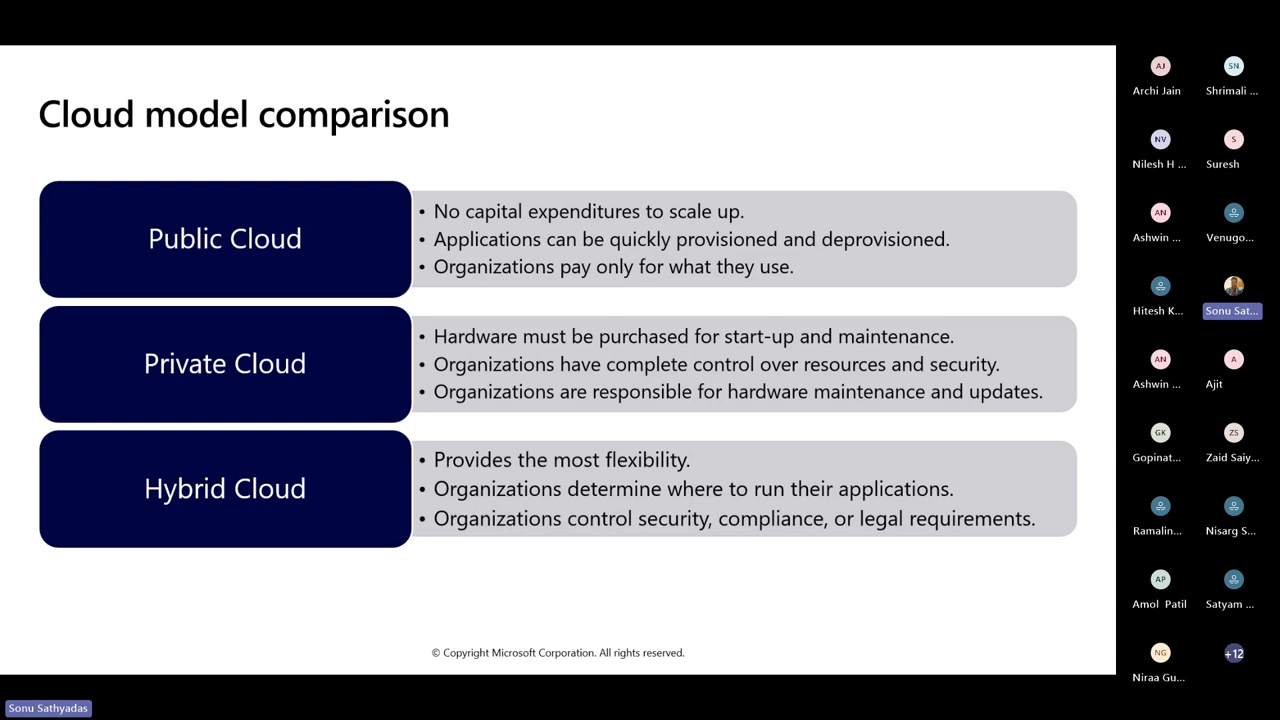 Cloud model comparison
Public Cloud
• No capital expenditures to scale up.
• Applications can be quickly provisioned and deprovisioned.
• Organizations pay only for what they use.
Private Cloud
• Hardware must be purchased for start-up and maintenance.
• Organizations have complete control over resources and security.
• Organizations are responsible for hardware maintenance and updates.
Hybrid Cloud
• Provides the most flexibility.
• Organizations determine where to run their applications.
• Organizations control security, compliance, or legal requirements.
© Copyright Microsoft Corporation. All rights reserved.
AJ SN
Archi Jain Shrimali ...
NV S
Nilesh H ... Suresh
AN
Ashwin ... Venugo...
Hitesh K... Sonu Sat...
AN A
Ashwin ... Ajit
GK ZS
Gopinat... Zaid Saiy...
Ramalin... Nisarg S...
AP
Amol Patil Satyam ...
NG +12
Niraa Gu...
Sonu Sathyadas